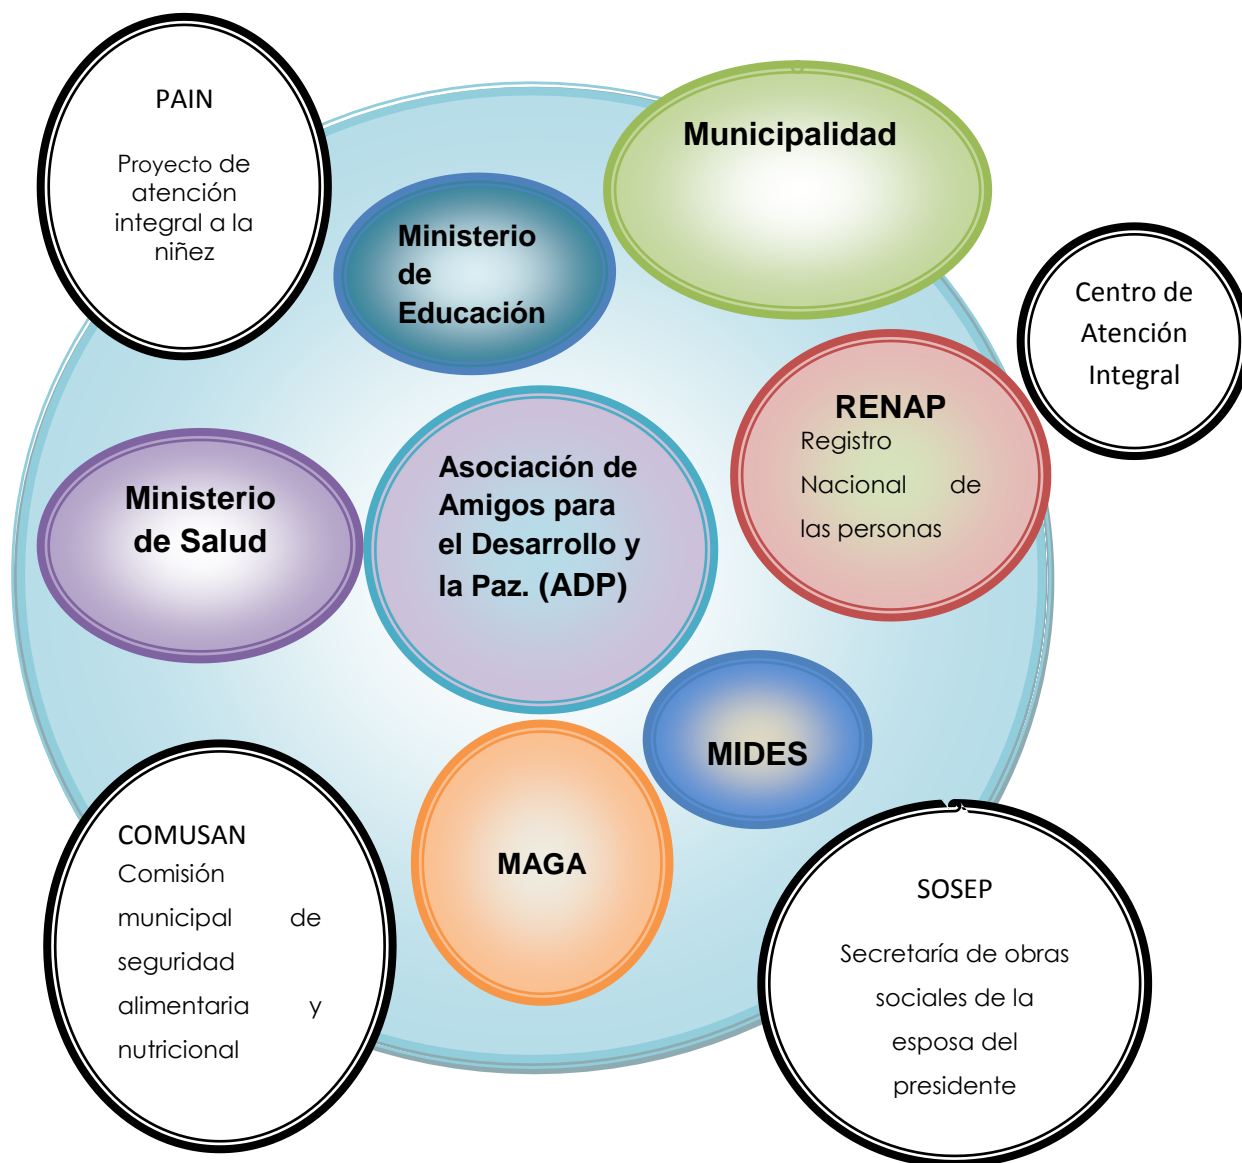 PAIN
Proyecto de
atención
integral a la
niñez
Municipalidad
Ministerio
de
Educación
Centro de
Atención
Integral
RENAP
Registro
Nacional de
las personas
Ministerio
de Salud
Asociación de
Amigos para
el Desarrollo y
la Paz. (ADP)
MIDES
MAGA
COMUSAN
Comisión
municipal de
seguridad
alimentaria y
nutricional
SOSEP
Secretaría de obras
sociales de la
esposa del
presidente